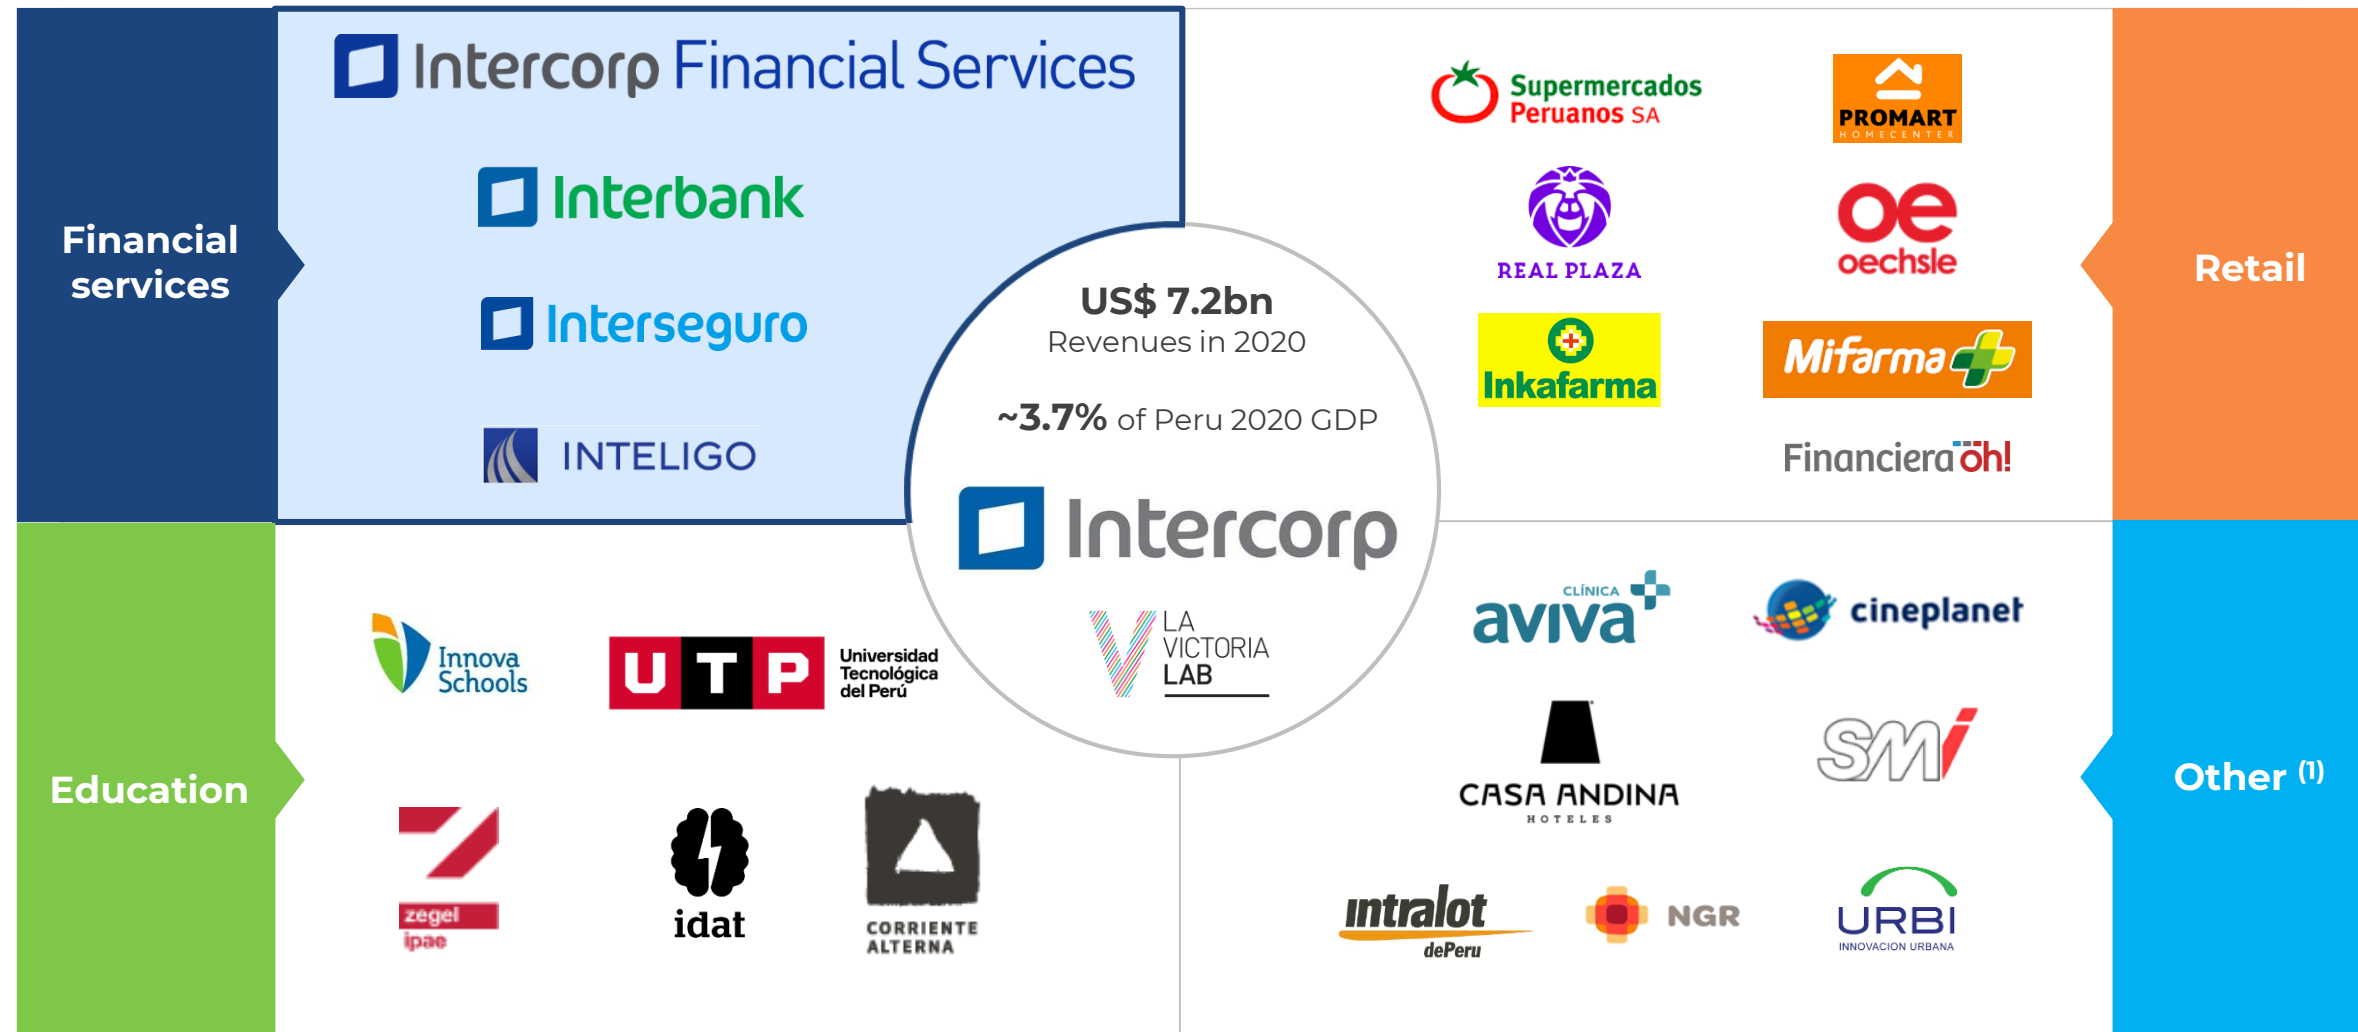 Financial
services
Intercorp Financial Services
Interbank
Interseguro
INTELIGO
Supermercados
Peruanos SA
PROMART
HOMECENTER
REAL PLAZA
oe
oechsle
Inkafarma
Mifarma
Financiera oh!
Retail
US$ 7.2bn
Revenues in 2020
~3.7% of Peru 2020 GDP
Intercorp
LA
VICTORIA
LAB
Education
Innova
Schools
UTP
Universidad
Tecnológica
del Perú
zegel
ipae
idat
CORRIENTE
ALTERNA
CLÍNICA
aviva
cineplanet
CASA ANDINA
HOTELES
SMi
intralot
dePeru
NGR
URBI
INNOVACION URBANA
Other (1)